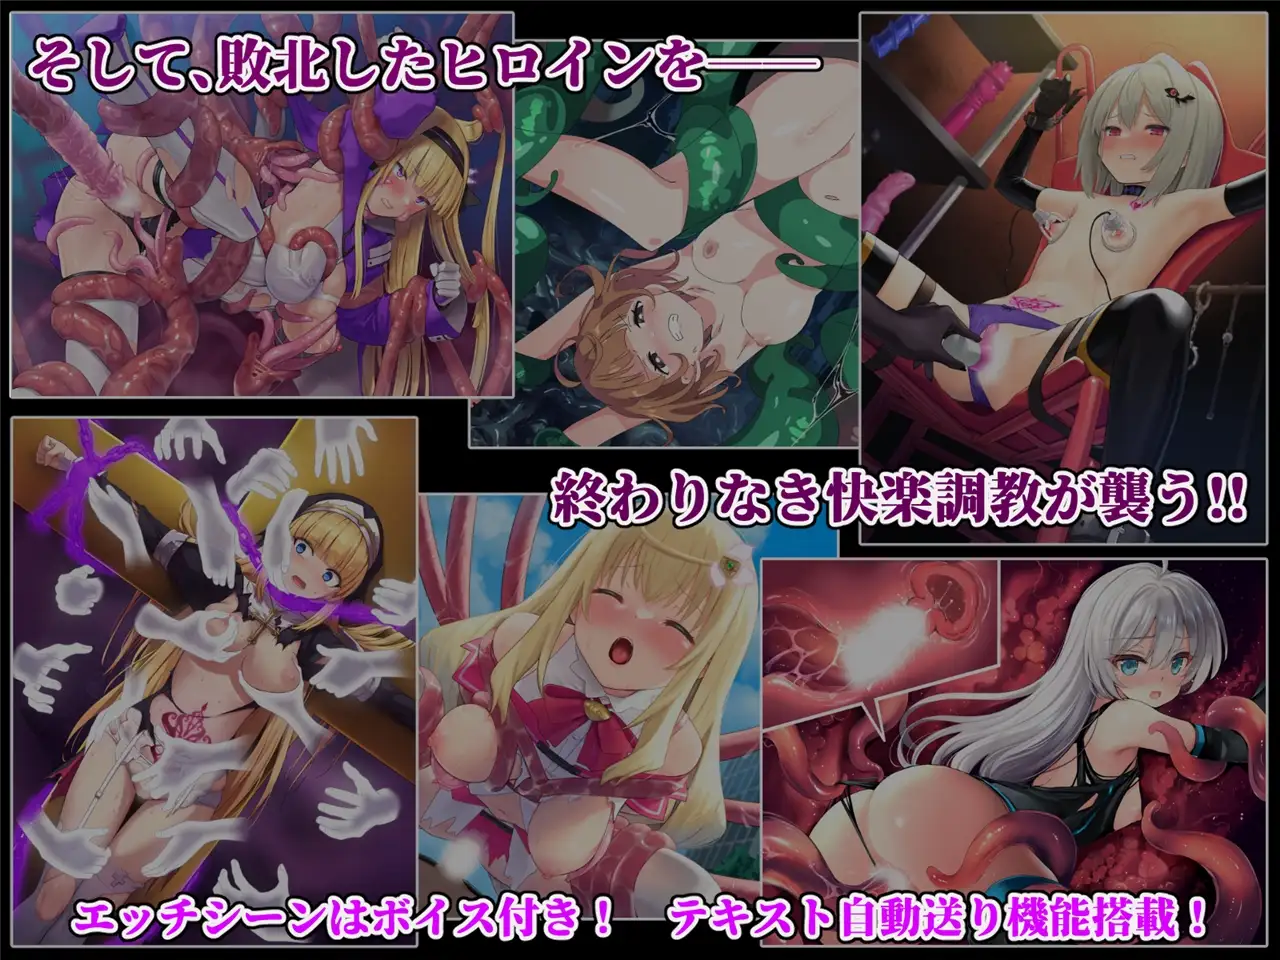 そして、敗北したヒロインを――
終わりなき快楽調教が襲う!!
エッチシーンはボイス付き！　テキスト自動送り機能搭載！